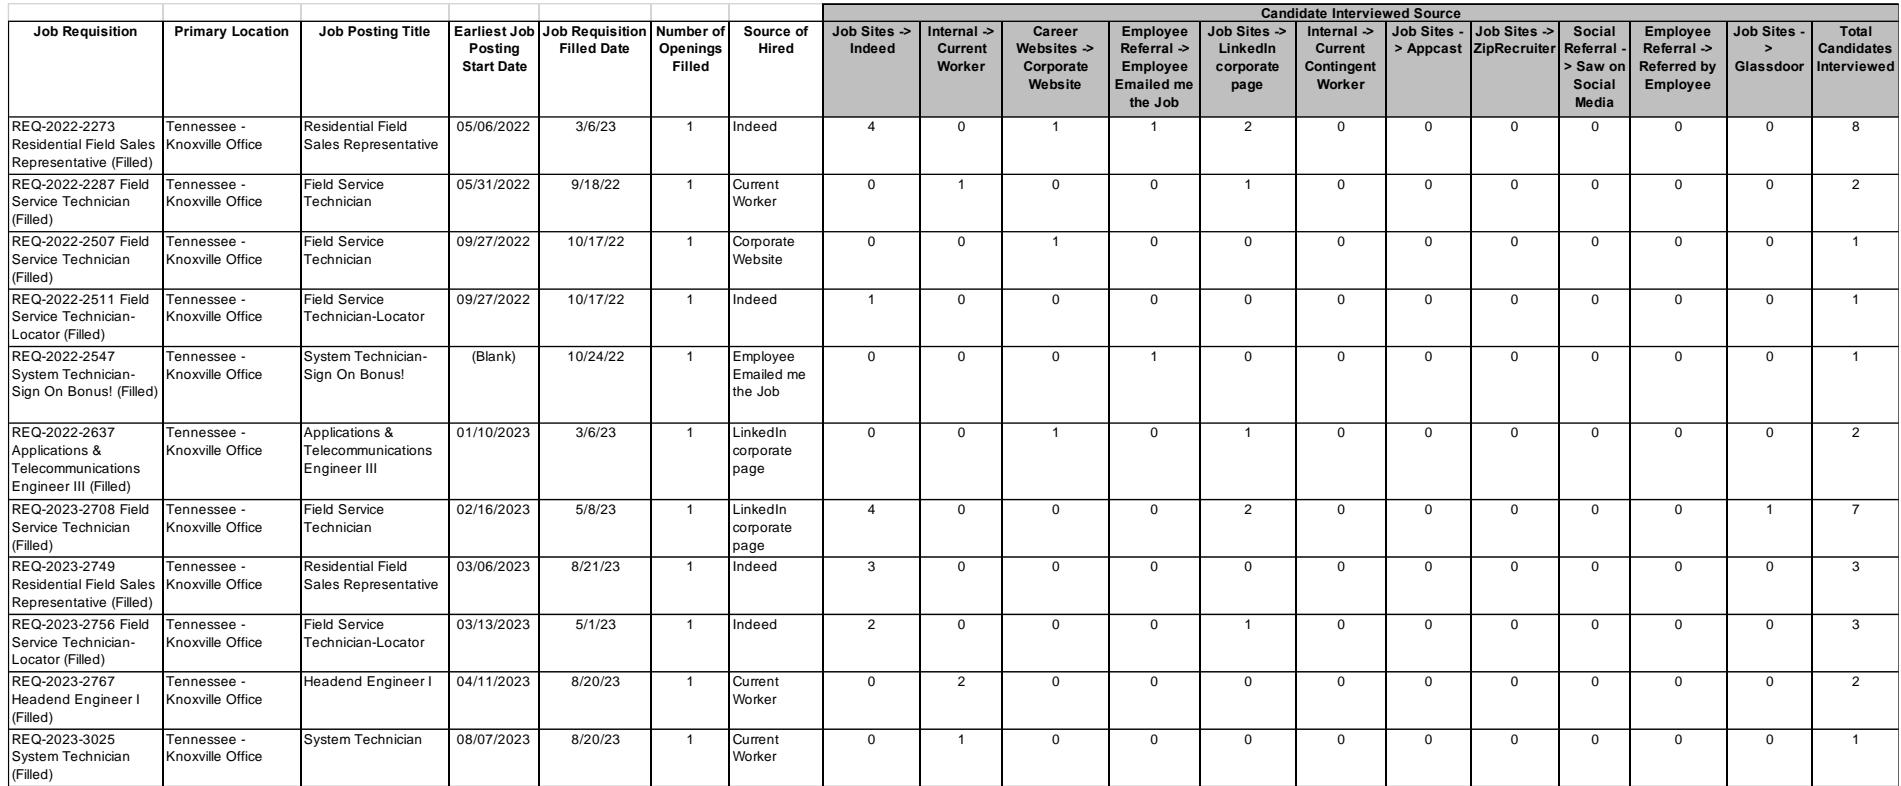 Candidate Interviewed Source
Job Requisition Primary Location Job Posting Title Earliest Job Posting Start Date Job Requisition Filled Date Number of Openings Filled Source of Hired Job Sites -> Indeed Internal -> Current Worker Career Websites -> Corporate Website Employee Referral -> Employee Emailed me the Job Job Sites -> LinkedIn corporate page Internal -> Current Contingent Worker Job Sites -> Appcast Job Sites -> ZipRecruiter Social Referral -> Saw on Social Media Employee Referral -> Referred by Employee Job Sites -> Glassdoor Total Candidates Interviewed
REQ-2022-2273 Residential Field Sales Representative (Filled) Tennessee - Knoxville Office Residential Field Sales Representative 05/06/2022 3/6/23 1 Indeed 4 0 1 1 2 0 0 0 0 0 0 8
REQ-2022-2287 Field Service Technician (Filled) Tennessee - Knoxville Office Field Service Technician 05/31/2022 9/18/22 1 Current Worker 0 1 0 0 1 0 0 0 0 0 0 2
REQ-2022-2507 Field Service Technician (Filled) Tennessee - Knoxville Office Field Service Technician 09/27/2022 10/17/22 1 Corporate Website 0 0 1 0 0 0 0 0 0 0 0 1
REQ-2022-2511 Field Service Technician-Locator (Filled) Tennessee - Knoxville Office Field Service Technician-Locator 09/27/2022 10/17/22 1 Indeed 1 0 0 0 0 0 0 0 0 0 0 1
REQ-2022-2547 System Technician-Sign On Bonus! (Filled) Tennessee - Knoxville Office System Technician-Sign On Bonus! (Blank) 10/24/22 1 Employee Emailed me the Job 0 0 0 1 0 0 0 0 0 0 0 1
REQ-2022-2637 Applications & Telecommunications Engineer III (Filled) Tennessee - Knoxville Office Applications & Telecommunications Engineer III 01/10/2023 3/6/23 1 LinkedIn corporate page 0 0 1 0 1 0 0 0 0 0 0 2
REQ-2023-2708 Field Service Technician (Filled) Tennessee - Knoxville Office Field Service Technician 02/16/2023 5/8/23 1 LinkedIn corporate page 4 0 0 0 2 0 0 0 0 0 1 7
REQ-2023-2749 Residential Field Sales Representative (Filled) Tennessee - Knoxville Office Residential Field Sales Representative 03/06/2023 8/21/23 1 Indeed 3 0 0 0 0 0 0 0 0 0 0 3
REQ-2023-2756 Field Service Technician-Locator (Filled) Tennessee - Knoxville Office Field Service Technician-Locator 03/13/2023 5/1/23 1 Indeed 2 0 0 0 1 0 0 0 0 0 0 3
REQ-2023-2767 Headend Engineer I (Filled) Tennessee - Knoxville Office Headend Engineer I 04/11/2023 8/20/23 1 Current Worker 0 2 0 0 0 0 0 0 0 0 0 2
REQ-2023-3025 System Technician (Filled) Tennessee - Knoxville Office System Technician 08/07/2023 8/20/23 1 Current Worker 0 1 0 0 0 0 0 0 0 0 0 1